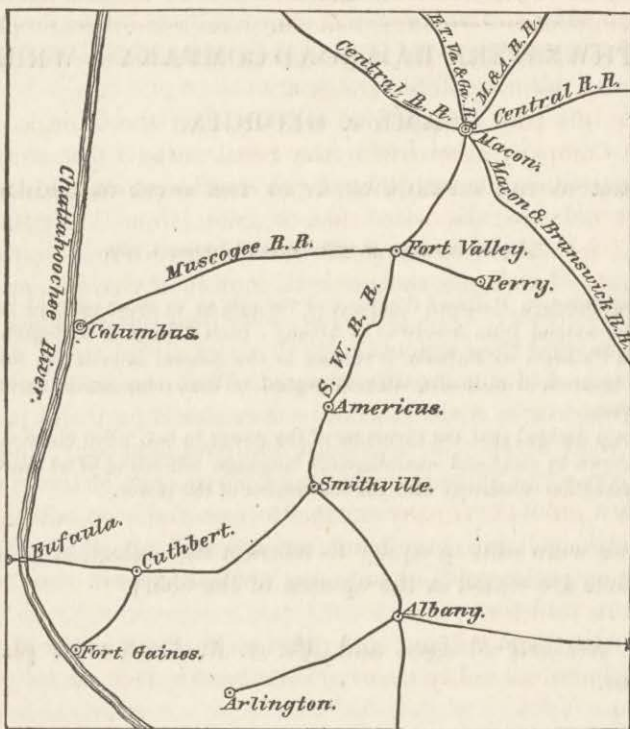 E.T. Va. & Ga. R.R.
M. & A. R.R.
Central R.R.
Central R.R.
Macon.
Macon & Brunswick R.R.
Chattahoochee River.
Muscogee R.R.
Fort Valley.
Perry.
Columbus.
S. W. R. R.
Americus.
Smithville.
Eufaula.
Cuthbert.
Albany.
Fort Gaines.
Arlington.